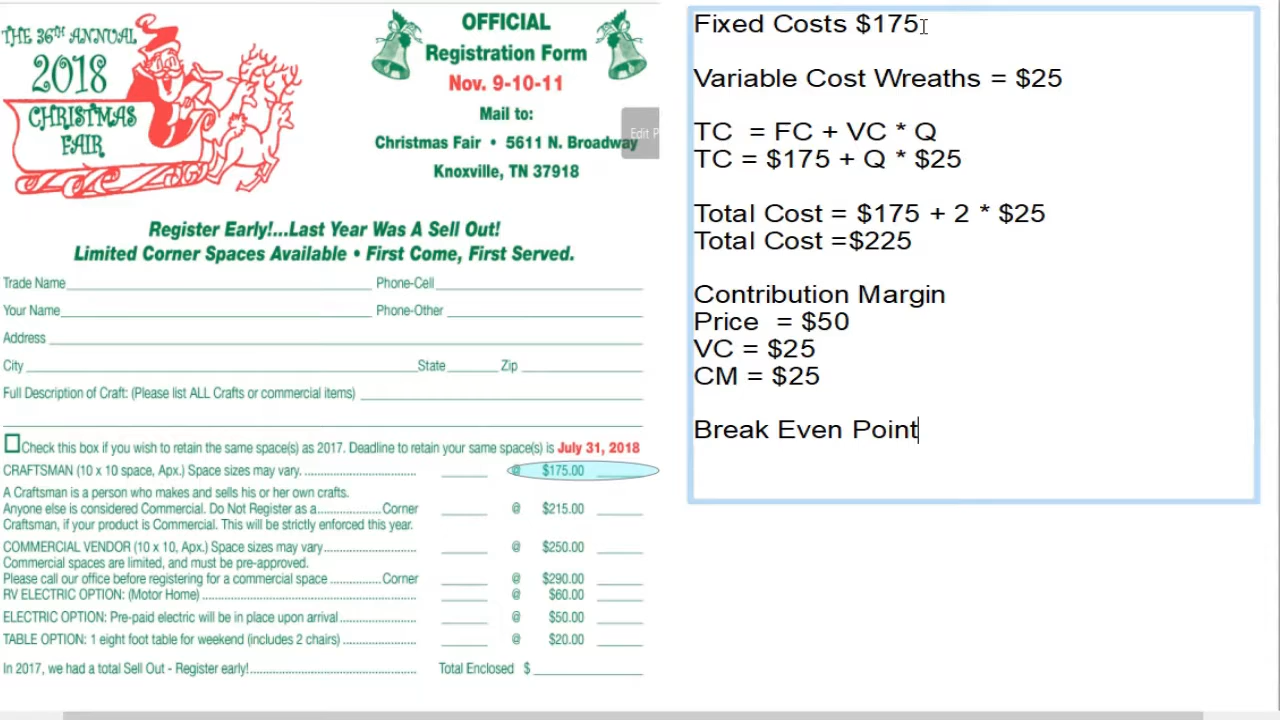 THE 36TH ANNUAL
2018
CHRISTMAS
FAIR
OFFICIAL
Registration Form
Nov. 9-10-11
Mail to:
Christmas Fair • 5611 N. Broadway
Knoxville, TN 37918
Edit P
Register Early!...Last Year Was A Sell Out!
Limited Corner Spaces Available • First Come, First Served.
Trade Name Phone-Cell
Your Name Phone-Other
Address
City State Zip
Full Description of Craft: (Please list ALL Crafts or commercial items)
Check this box if you wish to retain the same space(s) as 2017. Deadline to retain your same space(s) is July 31, 2018
CRAFTSMAN (10 x 10 space, Apx.) Space sizes may vary. @ $175.00
A Craftsman is a person who makes and sells his or her own crafts.
Anyone else is considered Commercial. Do Not Register as a Corner @ $215.00
Craftsman, if your product is Commercial. This will be strictly enforced this year.
COMMERCIAL VENDOR (10 x 10, Apx.) Space sizes may vary @ $250.00
Commercial spaces are limited, and must be pre-approved.
Please call our office before registering for a commercial space Corner @ $290.00
RV ELECTRIC OPTION: (Motor Home) @ $60.00
ELECTRIC OPTION: Pre-paid electric will be in place upon arrival @ $50.00
TABLE OPTION: 1 eight foot table for weekend (includes 2 chairs) @ $20.00
In 2017, we had a total Sell Out - Register early! Total Enclosed $
Fixed Costs $175
Variable Cost Wreaths = $25
TC = FC + VC * Q
TC = $175 + Q * $25
Total Cost = $175 + 2 * $25
Total Cost =$225
Contribution Margin
Price = $50
VC = $25
CM = $25
Break Even Point